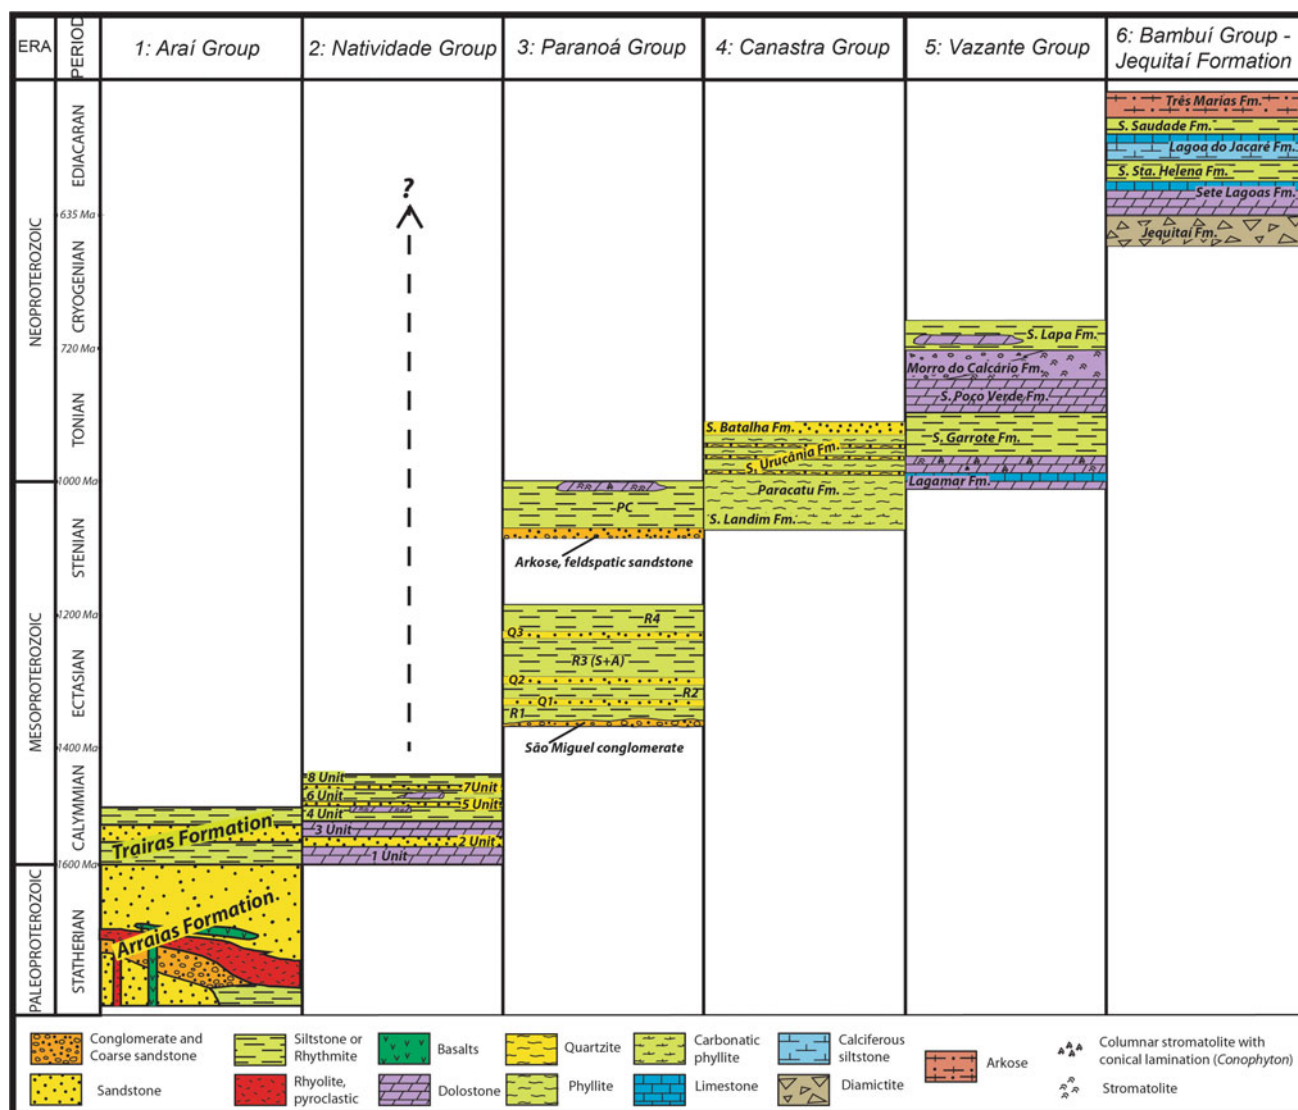 ERA
PERIOD
1: Araí Group
2: Natividade Group
3: Paranoá Group
4: Canastra Group
5: Vazante Group
6: Bambuí Group -
Jequitaí Formation
NEOPROTEROZOIC
MESOPROTEROZOIC
PALEOPROTEROZOIC
EDIACARAN
635 Ma
CRYOGENIAN
720 Ma
TONIAN
1000 Ma
STENIAN
1200 Ma
ECTASIAN
1400 Ma
CALYMMIAN
1600 Ma
STATHERIAN
Trairas Formation
Arraias Formation
?
8 Unit
7Unit
6 Unit
5 Unit
4 Unit
3 Unit
2 Unit
1 Unit
PC
Arkose, feldspatic sandstone
R4
Q3
R3 (S+A)
Q2
R2
Q1
R1
São Miguel conglomerate
S. Batalha Fm.
S. Urucânia Fm.
Paracatu Fm.
S. Landim Fm.
S. Lapa Fm.
Morro do Calcário Fm.
S. Poço Verde Fm.
S. Garrote Fm.
Lagamar Fm.
Três Marias Fm.
S. Saudade Fm.
Lagoa do Jacaré Fm.
S. Sta. Helena Fm.
Sete Lagoas Fm.
Jequitaí Fm.
Conglomerate and
Coarse sandstone
Sandstone
Siltstone or
Rhythmite
Rhyolite,
pyroclastic
Basalts
Dolostone
Quartzite
Phyllite
Carbonatic
phyllite
Limestone
Calciferous
siltstone
Diamictite
Arkose
Columnar stromatolite with
conical lamination (Conophyton)
Stromatolite